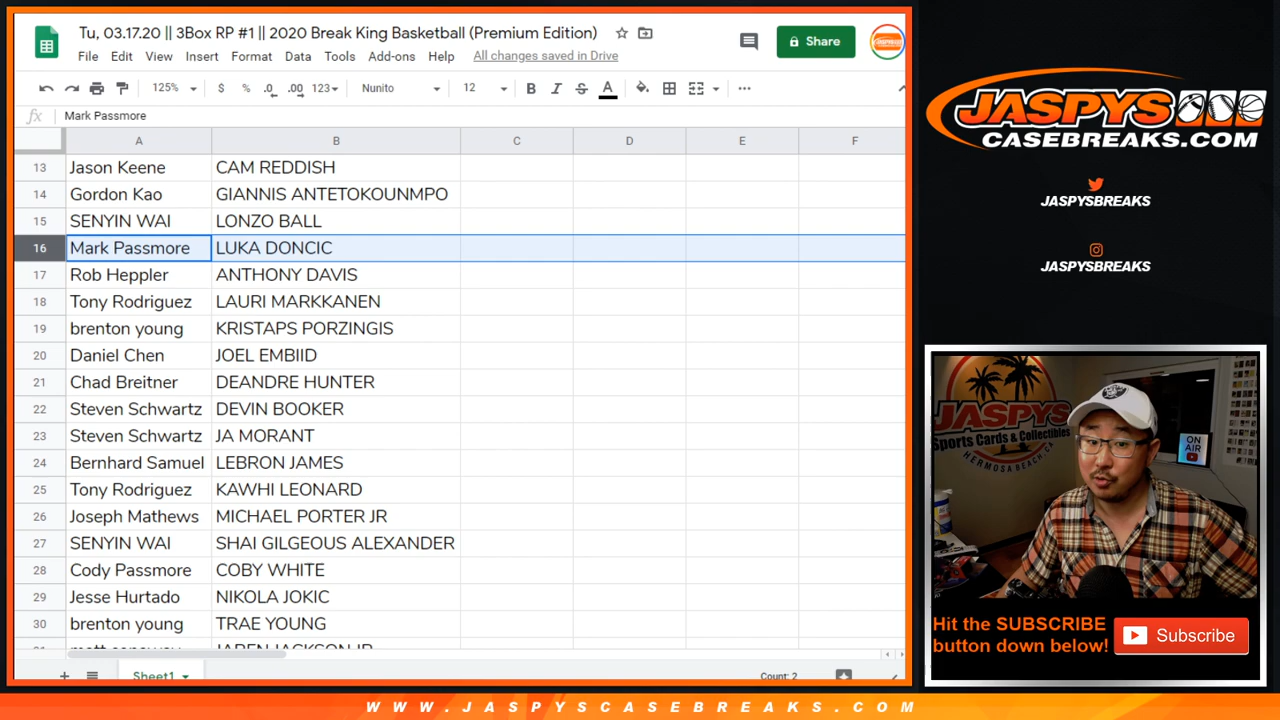 Tu, 03.17.20 || 3Box RP #1 || 2020 Break King Basketball (Premium Edition)
File Edit View Insert Format Data Tools Add-ons Help All changes saved in Drive
Share
125% $ % .0 .00 123 Nunito 12 B I S A
fx Mark Passmore
A B C D E F
13 Jason Keene CAM REDDISH
14 Gordon Kao GIANNIS ANTETOKOUNMPO
15 SENYIN WAI LONZO BALL
16 Mark Passmore LUKA DONCIC
17 Rob Heppler ANTHONY DAVIS
18 Tony Rodriguez LAURI MARKKANEN
19 brenton young KRISTAPS PORZINGIS
20 Daniel Chen JOEL EMBIID
21 Chad Breitner DEANDRE HUNTER
22 Steven Schwartz DEVIN BOOKER
23 Steven Schwartz JA MORANT
24 Bernhard Samuel LEBRON JAMES
25 Tony Rodriguez KAWHI LEONARD
26 Joseph Mathews MICHAEL PORTER JR
27 SENYIN WAI SHAI GILGEOUS ALEXANDER
28 Cody Passmore COBY WHITE
29 Jesse Hurtado NIKOLA JOKIC
30 brenton young TRAE YOUNG
JAREN JACKSON JR
Sheet1 Count: 2
JASPYS
CASEBREAKS.COM
JASPYSBREAKS
JASPYSBREAKS
JASPYS
Sports Cards & Collectibles
HERMOSA BEACH, CA
ON
AIR
Hit the SUBSCRIBE
button down below!
Subscribe
WWW.JASPYSCASEBREAKS.COM